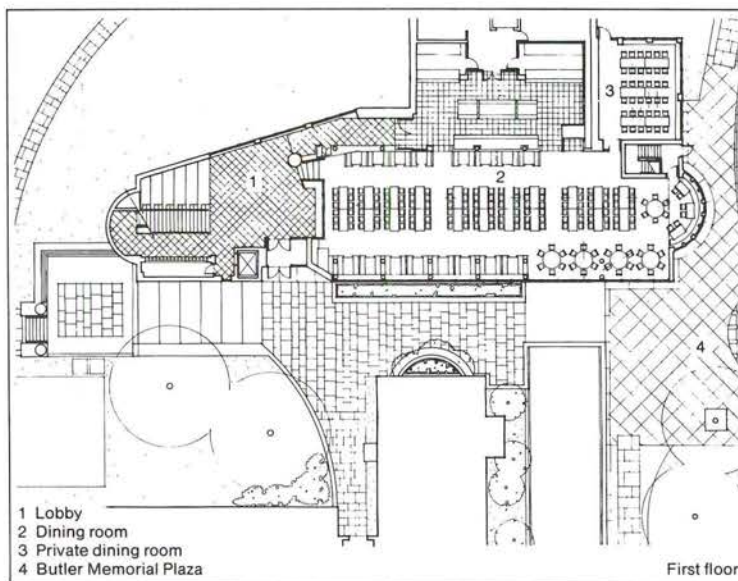 1
2
3
4
1 Lobby
2 Dining room
3 Private dining room
4 Butler Memorial Plaza
First floor